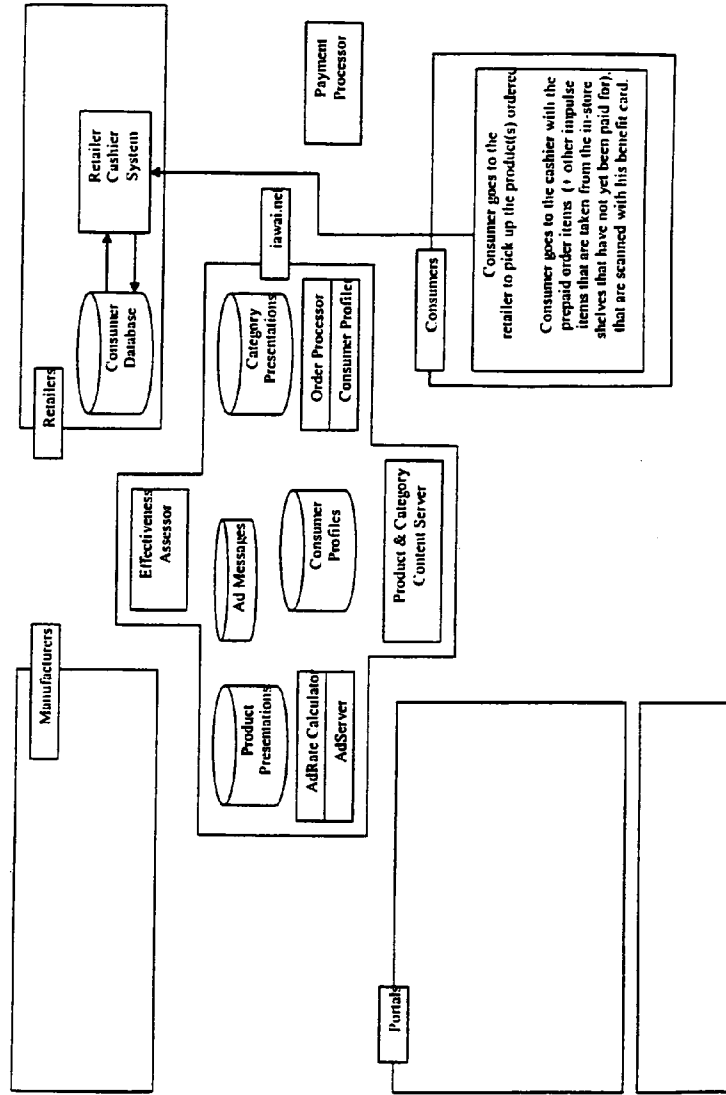 Manufacturers
Retailers
Consumer
Database
Retailer
Cashier
System
Effectiveness
Assessor
Product
Presentations
Ad Messages
Category
Presentations
iawai.net
Payment
Processor
AdRate Calculator
AdServer
Consumer
Profiles
Order Processor
Consumer Profiler
Product & Category
Content Server
Portals
Consumers
Consumer goes to the
retailer to pick up the product(s) ordered
Consumer goes to the cashier with the
prepaid order items (+ other impulse
items that are taken from the in-store
shelves that have not yet been paid for).
that are scanned with his benefit card.